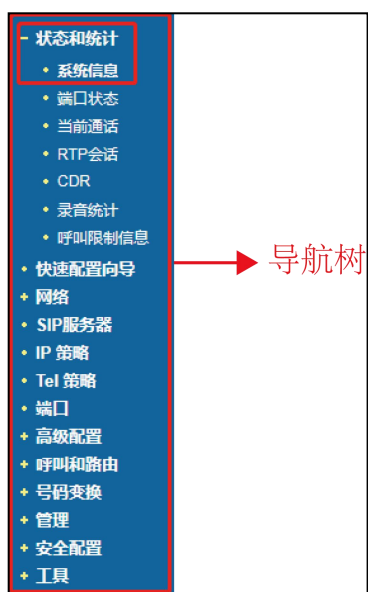 状态和统计
系统信息
端口状态
当前通话
RTP会话
CDR
录音统计
呼叫限制信息
快速配置向导
网络
SIP服务器
IP 策略
Tel 策略
端口
高级配置
呼叫和路由
号码变换
管理
安全配置
工具
导航树